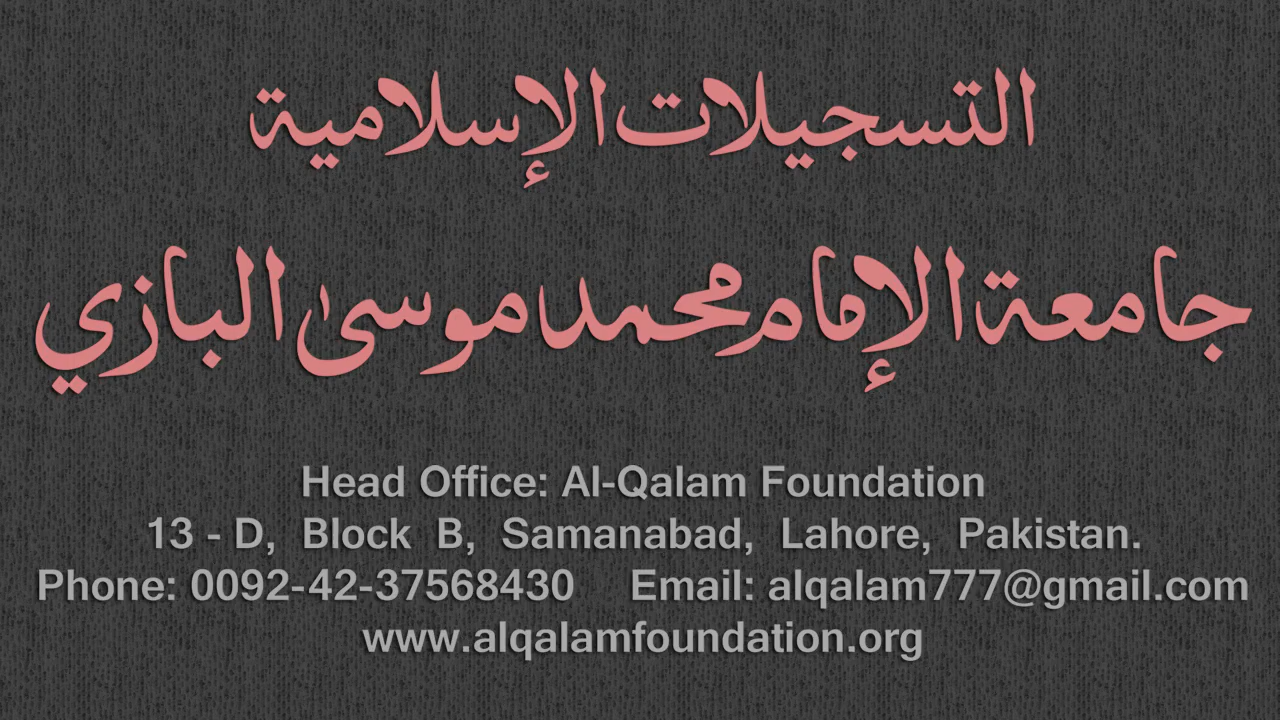 التسجيلات الإسلامية
جامعة الإمام محمد موسىٰ البازي
Head Office: Al-Qalam Foundation
13 - D, Block B, Samanabad, Lahore, Pakistan.
Phone: 0092-42-37568430 Email: alqalam777@gmail.com
www.alqalamfoundation.org